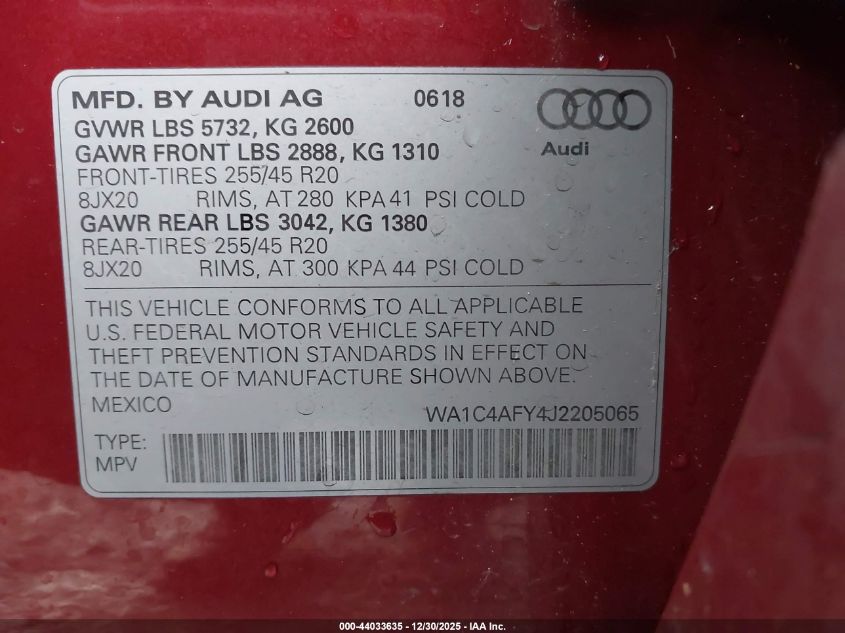 MFD. BY AUDI AG 0618
GVWR LBS 5732, KG 2600
GAWR FRONT LBS 2888, KG 1310
FRONT-TIRES 255/45 R20
8JX20 RIMS, AT 280 KPA 41 PSI COLD
GAWR REAR LBS 3042, KG 1380
REAR-TIRES 255/45 R20
8JX20 RIMS, AT 300 KPA 44 PSI COLD
Audi
THIS VEHICLE CONFORMS TO ALL APPLICABLE
U.S. FEDERAL MOTOR VEHICLE SAFETY AND
THEFT PREVENTION STANDARDS IN EFFECT ON
THE DATE OF MANUFACTURE SHOWN ABOVE.
MEXICO WA1C4AFY4J2205065
TYPE:
MPV
000-44033635 - 12/30/2025 - IAA Inc.